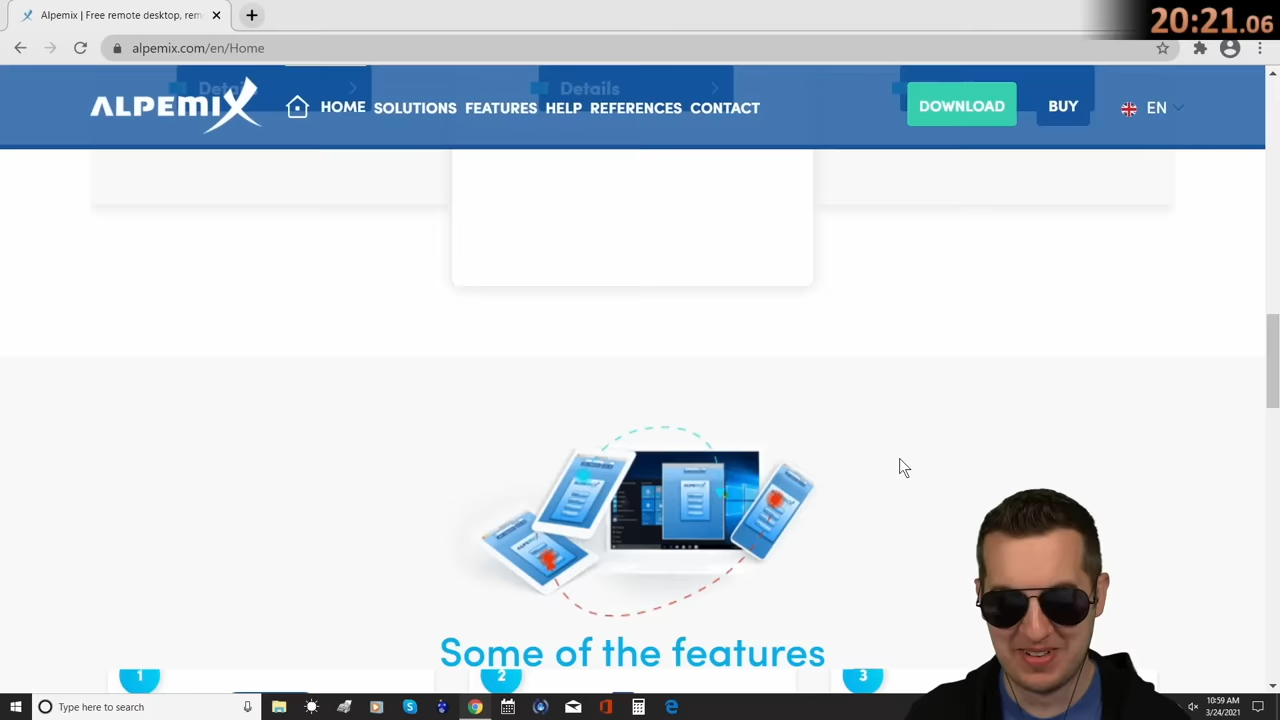 Alpemix | Free remote desktop, rem
20:21.06
alpemix.com/en/Home
Details
Details
ALPEMIX
HOME
SOLUTIONS
FEATURES
HELP
REFERENCES
CONTACT
DOWNLOAD
BUY
EN
ALPEMIX
Some of the features
1
2
3
Type here to search
10:59 AM
3/24/2021